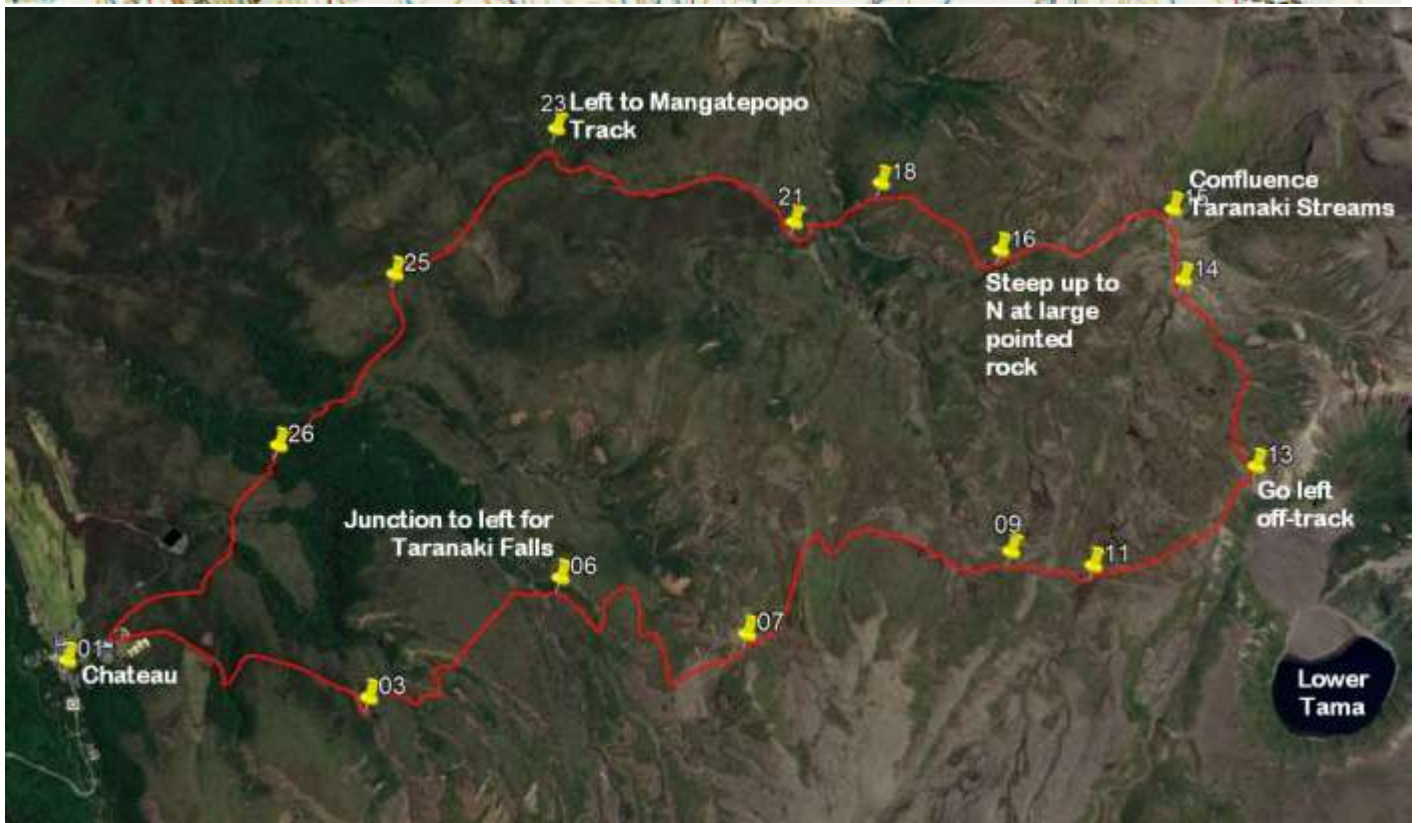 23 Left to Mangatepopo
Track
18
Confluence
15 Taranaki Streams
21
16
Steep up to
N at large
pointed
rock
14
25
26
13
Go left
off-track
Junction to left for
Taranaki Falls
06
09
11
07
01
Chateau
03
Lower
Tama